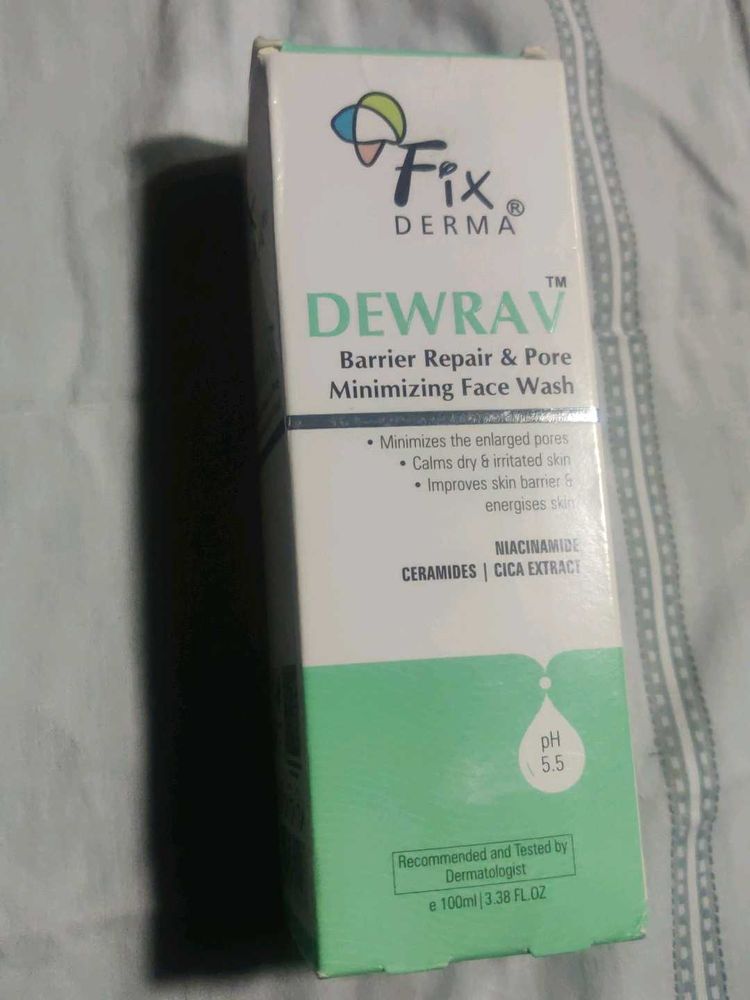 Fix
DERMA®
DEWRAV™
Barrier Repair & Pore
Minimizing Face Wash
• Minimizes the enlarged pores
• Calms dry & irritated skin
• Improves skin barrier &
energises skin
NIACINAMIDE
CERAMIDES | CICA EXTRACT
pH
5.5
Recommended and Tested by
Dermatologist
e 100ml | 3.38 FL.OZ